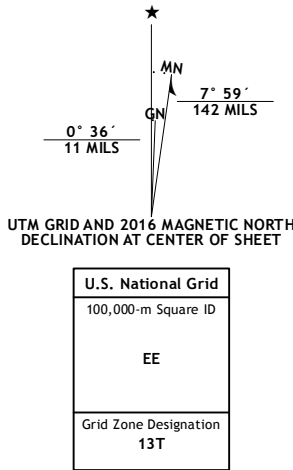 ★
MN
7° 59´
142 MILS
GN
0° 36´
11 MILS
UTM GRID AND 2016 MAGNETIC NORTH
DECLINATION AT CENTER OF SHEET
U.S. National Grid
100,000-m Square ID
EE
Grid Zone Designation
13T